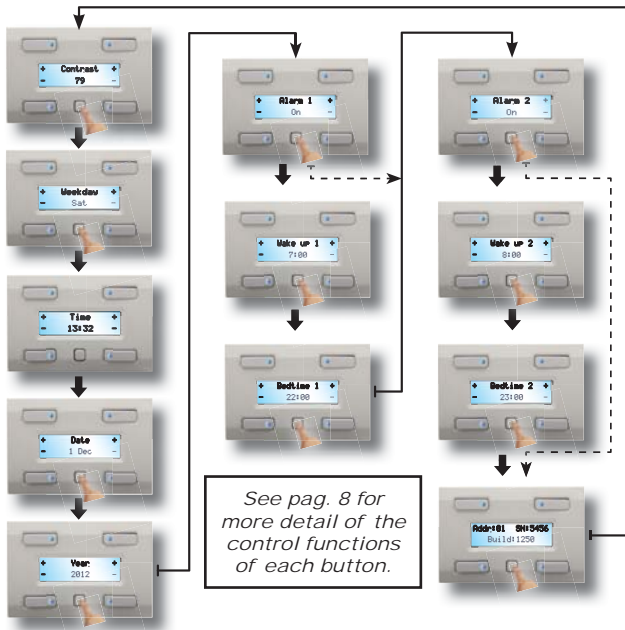 + Contrast +
- 79 -
+ Weekday +
- Sat -
+ Time +
- 13:32 -
+ Date +
- 1 Dec -
+ Year +
- 2012 -
+ Alarm 1 +
- On -
+ Wake up 1 +
- 7:00 -
+ Bedtime 1 +
- 22:00 -
+ Alarm 2 +
- On -
+ Wake up 2 +
- 8:00 -
+ Bedtime 2 +
- 23:00 -
Addr:01 SN:5456
Build:1250
See pag. 8 for
more detail of the
control functions
of each button.